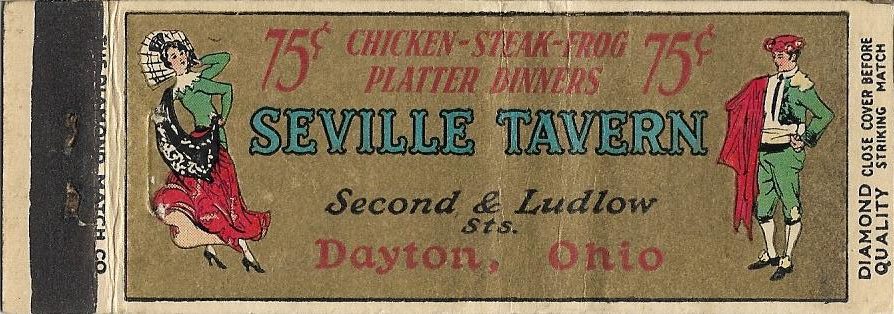 75¢ CHICKEN-STEAK-FROG 75¢
PLATTER DINNERS
SEVILLE TAVERN
Second & Ludlow
Sts.
Dayton, Ohio
DIAMOND QUALITY
CLOSE COVER BEFORE STRIKING MATCH
THE DIAMOND MATCH CO.